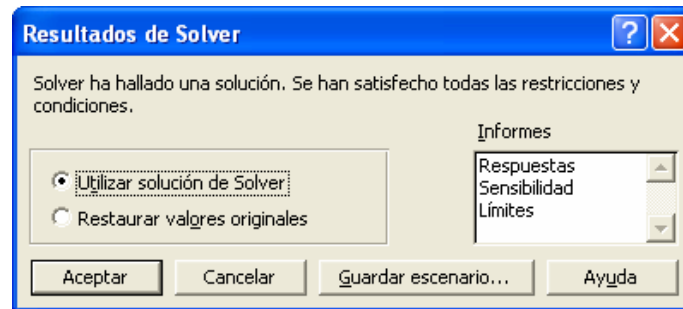 Resultados de Solver
Solver ha hallado una solución. Se han satisfecho todas las restricciones y
condiciones.
Informes
Utilizar solución de Solver
Restaurar valores originales
Respuestas
Sensibilidad
Límites
Aceptar
Cancelar
Guardar escenario...
Ayuda